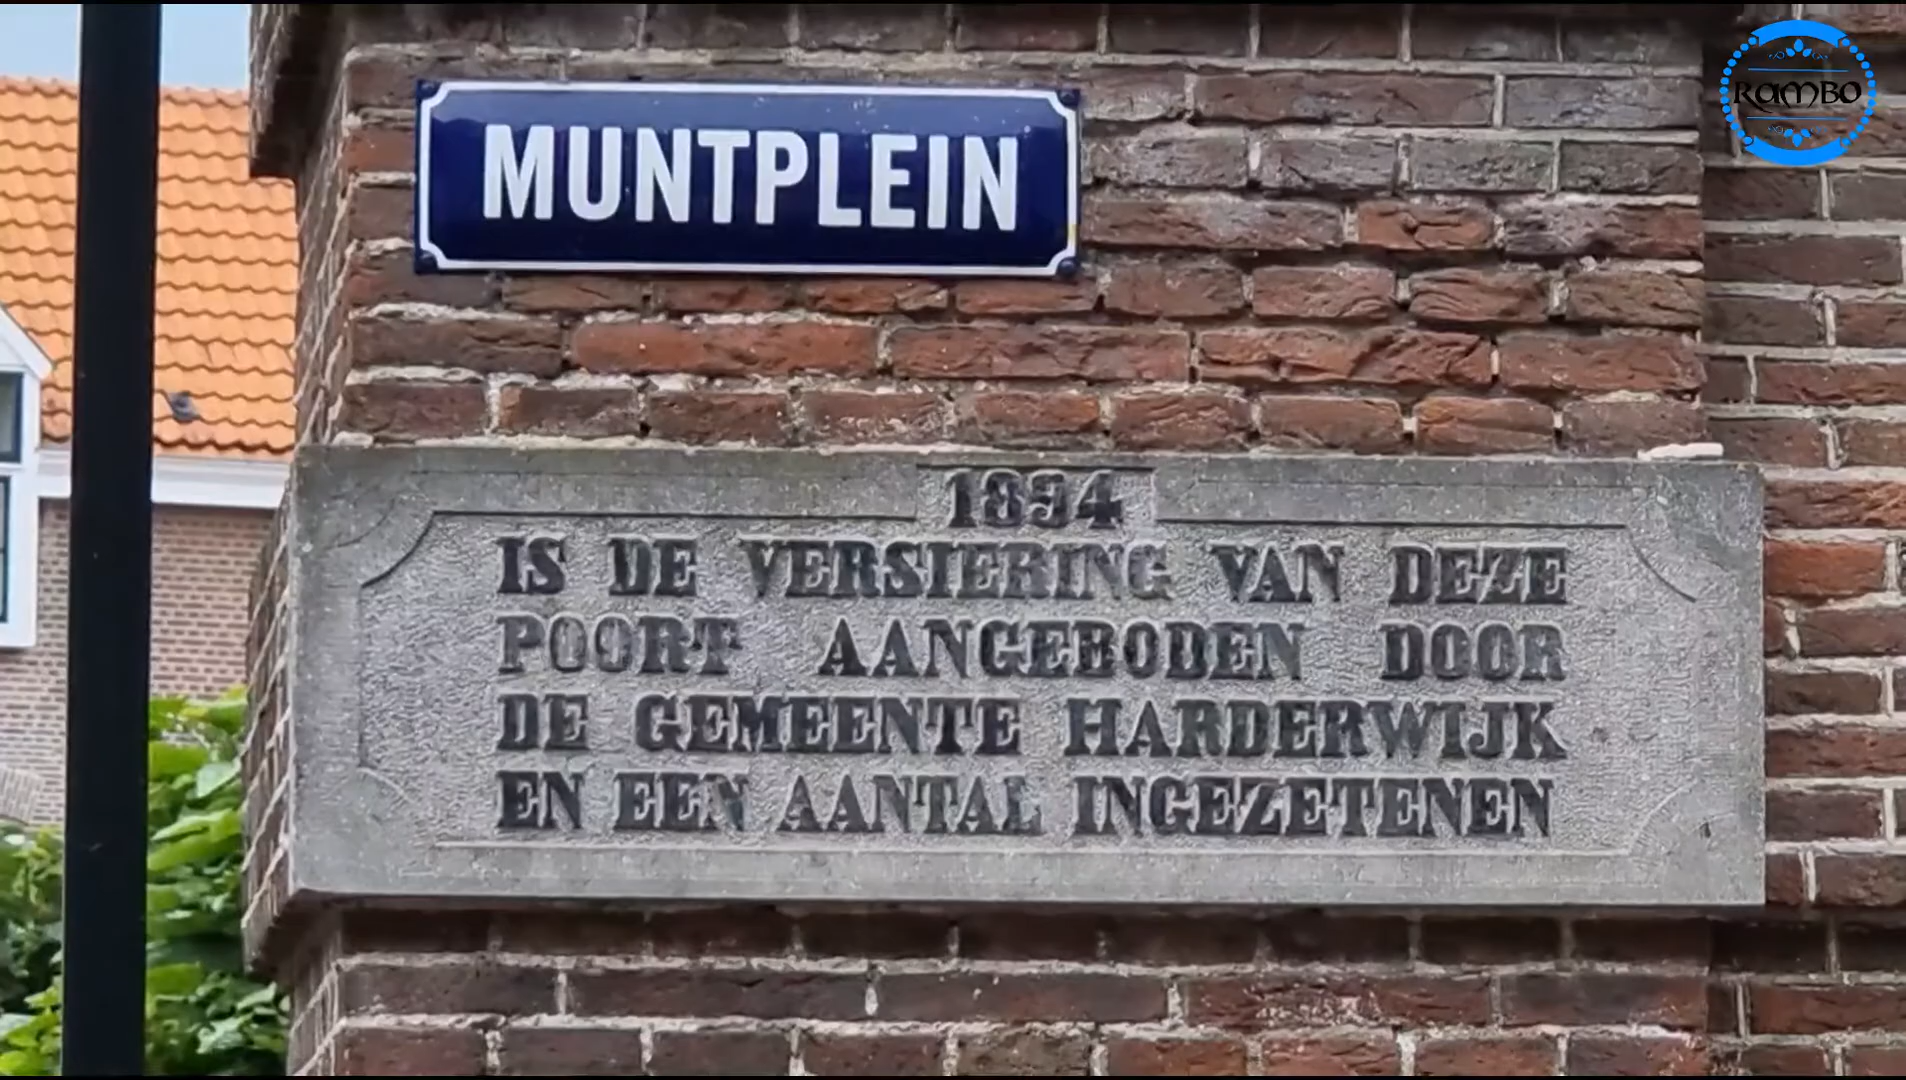 RAMBO
MUNTPLEIN
1894
IS DE VERSIERING VAN DEZE
POORT AANGEBODEN DOOR
DE GEMEENTE HARDERWIJK
EN EEN AANTAL INGEZETENEN